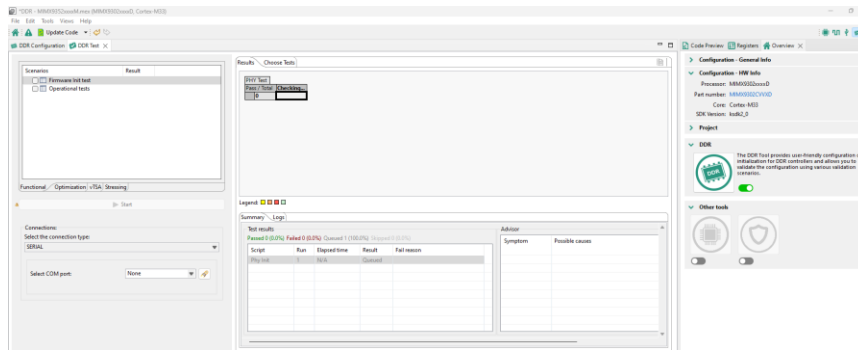 *DDR - MIMX9352xxxxM.mex (MIMX9302xxxxD, Cortex-M33)
File Edit Tools Views Help
Update Code
DDR Configuration DDR Test
Scenarios Result
Firmware Init test
Operational tests
Functional Optimization vTSA Stressing
Start
Connections:
Select the connection type:
SERIAL
Select COM port: None
Results Choose Tests
PHY Test
Pass / Total Checking...
0
Legend:
Summary Logs
Test results
Passed 0 (0.0%) Failed 0 (0.0%) Queued 1 (100.0%) Skipped 0 (0.0%)
Script Run Elapsed time Result Fail reason
Phy Init 1 N/A Queued
Advisor
Symptom Possible causes
Code Preview Registers Overview
Configuration - General Info
Configuration - HW Info
Processor: MIMX9302xxxxD
Part number: MIMX9302CVVXD
Core: Cortex-M33
SDK Version: ksdk2_0
Project
DDR
The DDR Tool provides user-friendly configuration
initialization for DDR controllers and allows you to
validate the configuration using various validation
scenarios.
DDR
Other tools